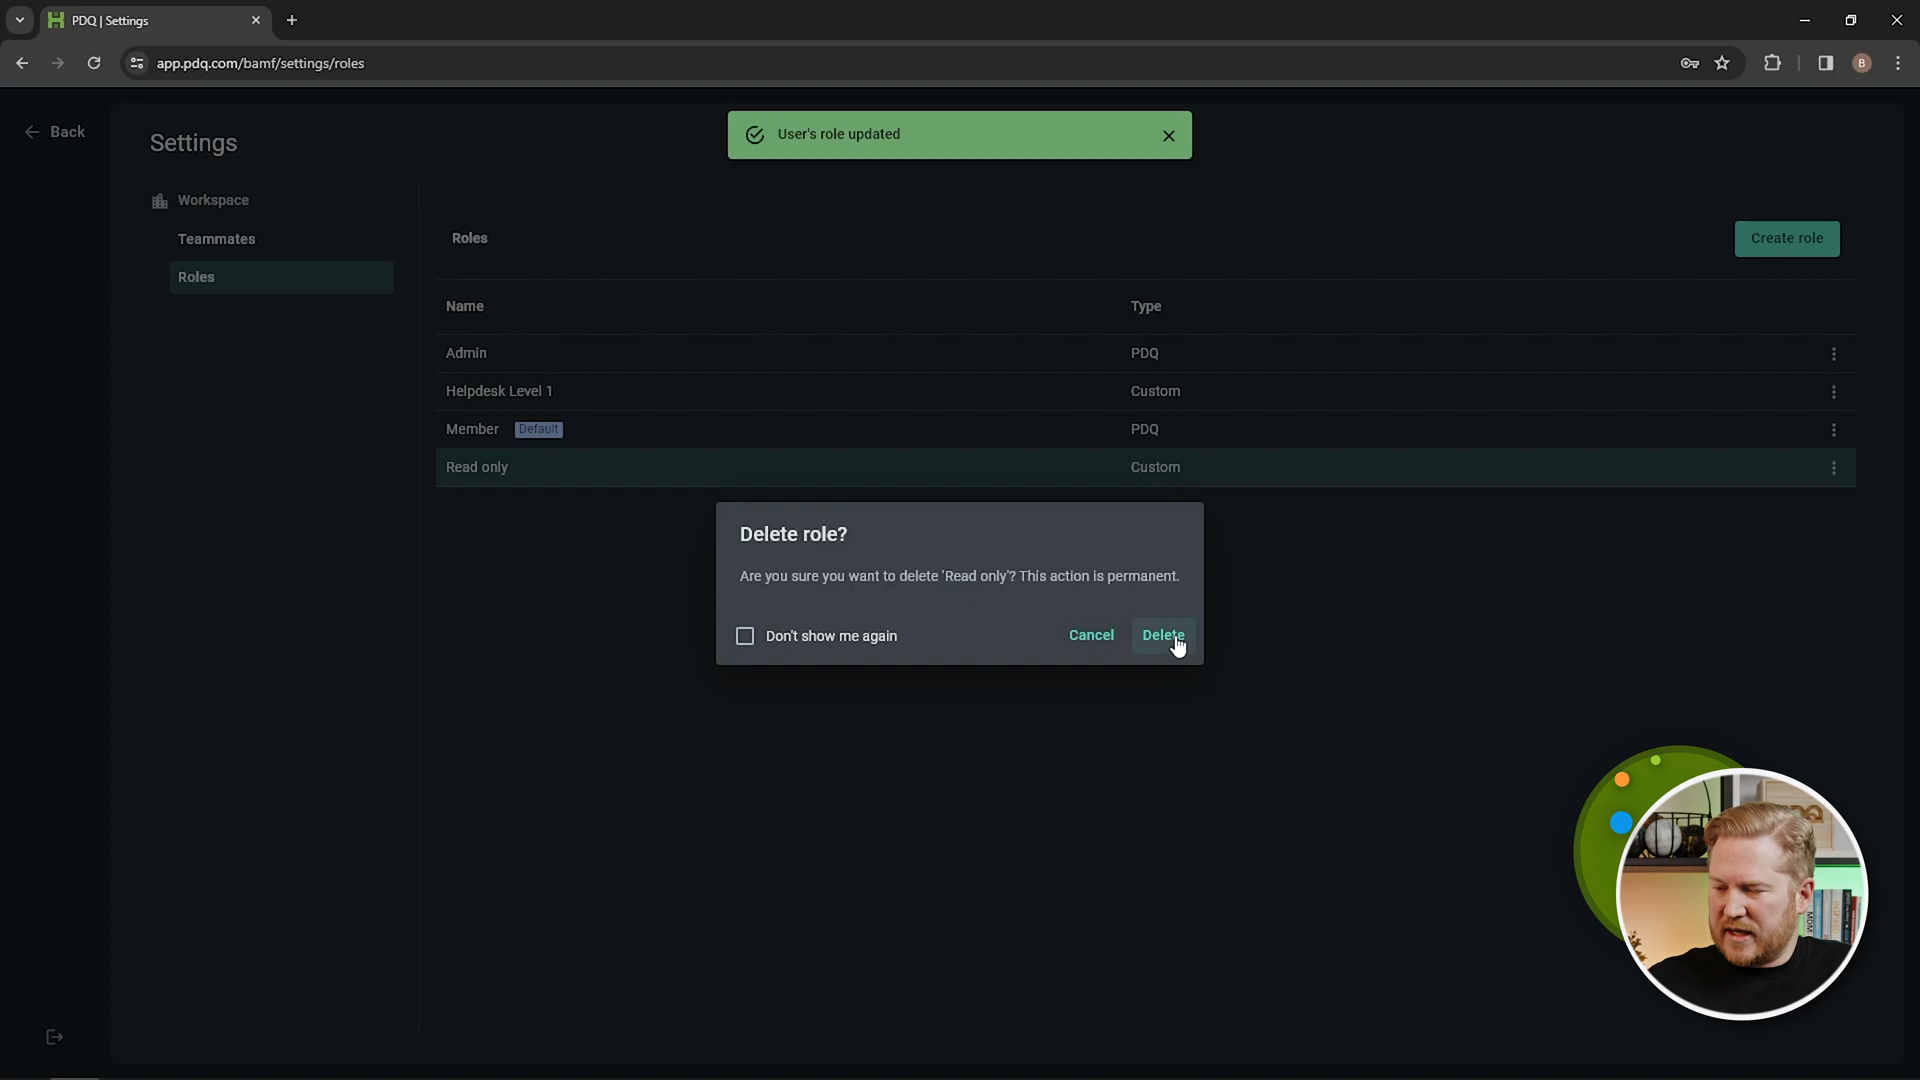 PDQ | Settings
app.pdq.com/bamf/settings/roles
B
Back
Settings
User's role updated
Workspace
Teammates
Roles
Roles
Create role
Name
Type
Admin
PDQ
Helpdesk Level 1
Custom
Member
Default
PDQ
Read only
Custom
Delete role?
Are you sure you want to delete 'Read only'? This action is permanent.
Don't show me again
Cancel
Delete
PDQ
MDM